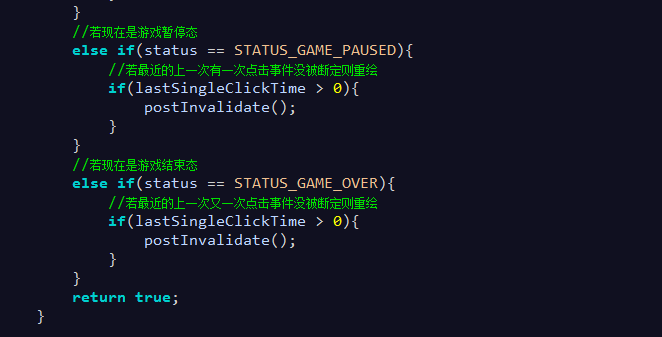 }
//若现在是游戏暂停态
else if(status == STATUS_GAME_PAUSED){
//若最近的上一次有一次点击事件没被断定则重绘
if(lastSingleClickTime > 0){
postInvalidate();
}
}
//若现在是游戏结束态
else if(status == STATUS_GAME_OVER){
//若最近的上一次又一次点击事件没被断定则重绘
if(lastSingleClickTime > 0){
postInvalidate();
}
}
return true;
}